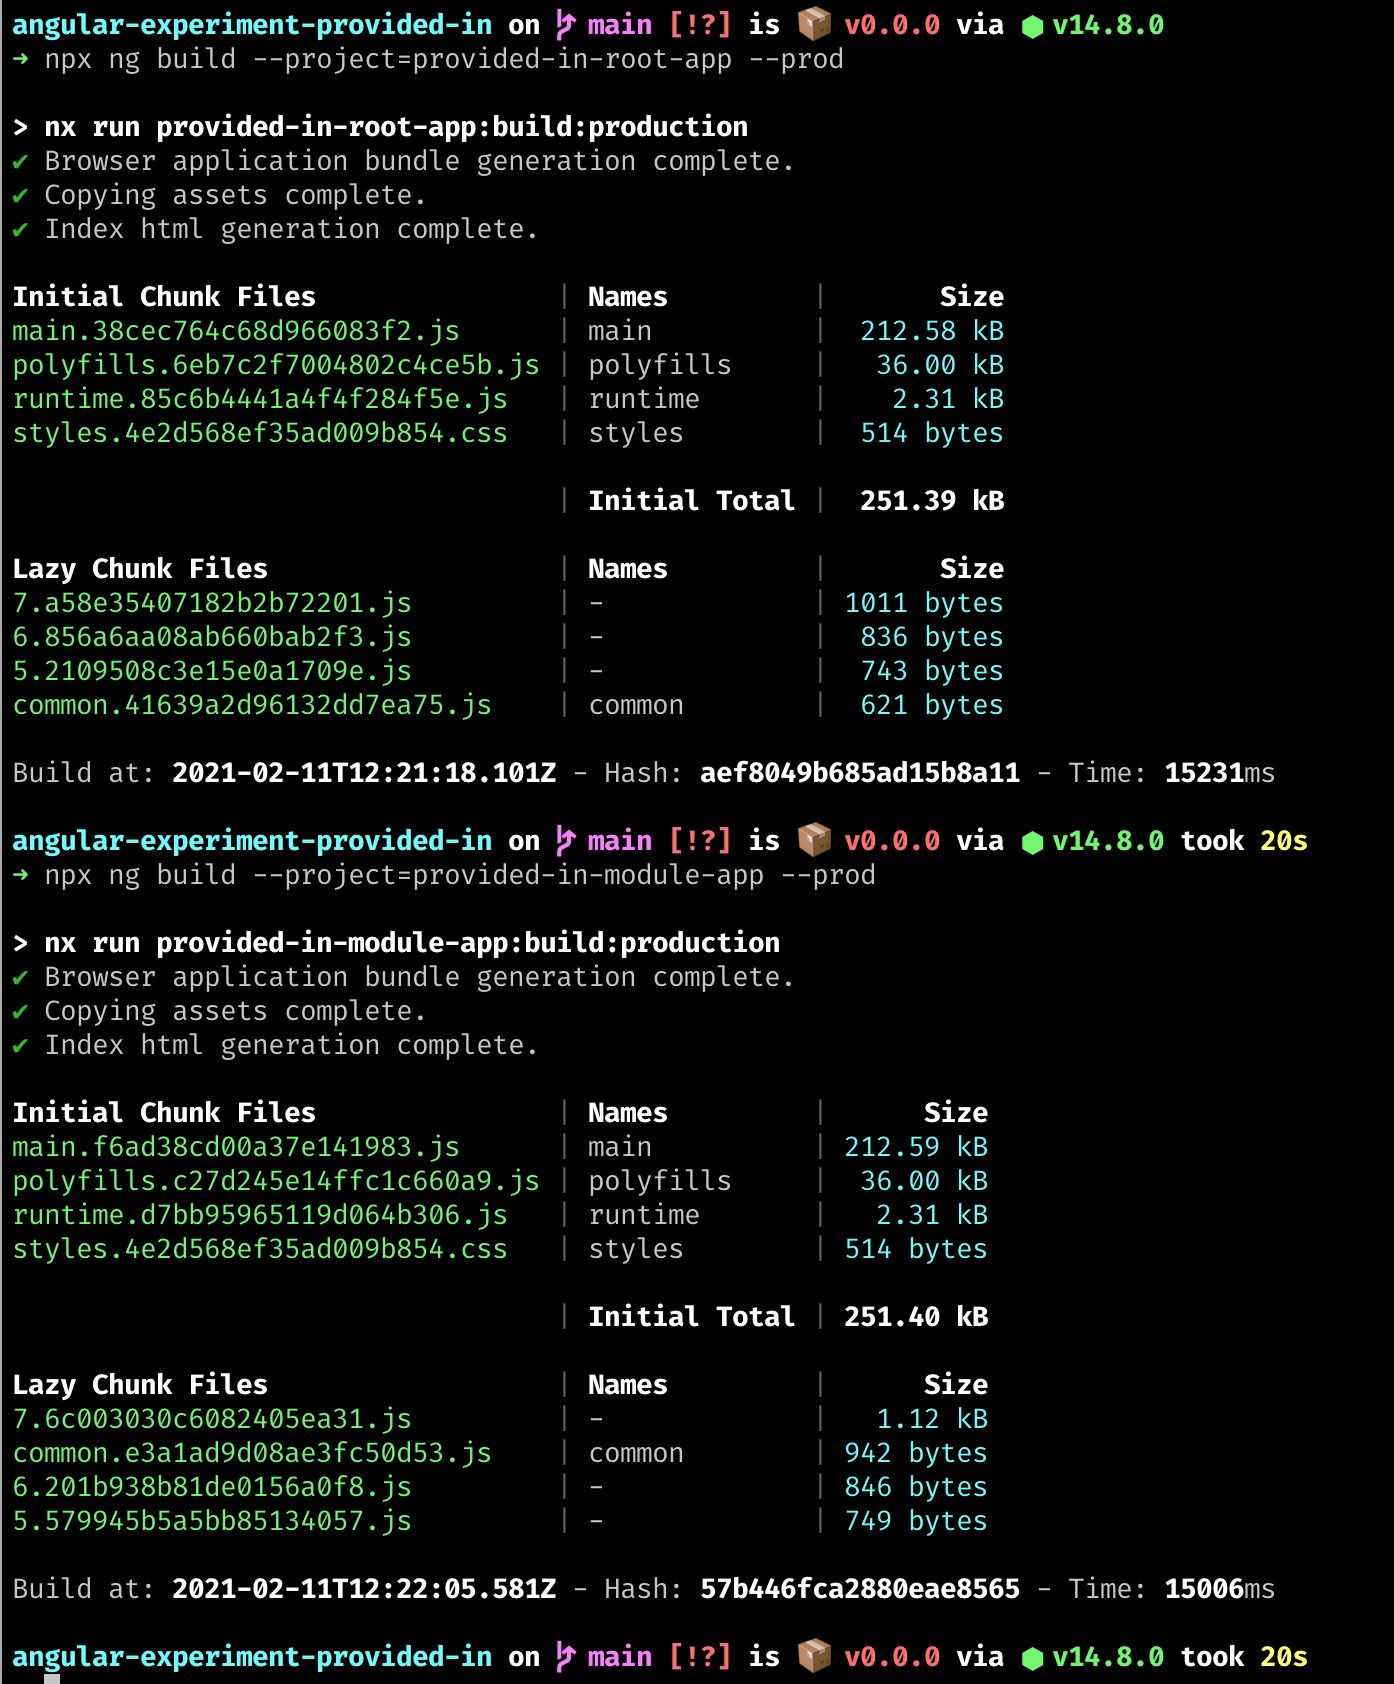 angular-experiment-provided-in on main [!?] is 📦 v0.0.0 via ⬢ v14.8.0
➜ npx ng build --project=provided-in-root-app --prod
> nx run provided-in-root-app:build:production
✔ Browser application bundle generation complete.
✔ Copying assets complete.
✔ Index html generation complete.
Initial Chunk Files | Names | Size
main.38cec764c68d966083f2.js | main | 212.58 kB
polyfills.6eb7c2f7004802c4ce5b.js | polyfills | 36.00 kB
runtime.85c6b4441a4f4f284f5e.js | runtime | 2.31 kB
styles.4e2d568ef35ad009b854.css | styles | 514 bytes
| Initial Total | 251.39 kB
Lazy Chunk Files | Names | Size
7.a58e35407182b2b72201.js | - | 1011 bytes
6.856a6aa08ab660bab2f3.js | - | 836 bytes
5.2109508c3e15e0a1709e.js | - | 743 bytes
common.41639a2d96132dd7ea75.js | common | 621 bytes
Build at: 2021-02-11T12:21:18.101Z - Hash: aef8049b685ad15b8a11 - Time: 15231ms
angular-experiment-provided-in on main [!?] is 📦 v0.0.0 via ⬢ v14.8.0 took 20s
➜ npx ng build --project=provided-in-module-app --prod
> nx run provided-in-module-app:build:production
✔ Browser application bundle generation complete.
✔ Copying assets complete.
✔ Index html generation complete.
Initial Chunk Files | Names | Size
main.f6ad38cd00a37e141983.js | main | 212.59 kB
polyfills.c27d245e14ffc1c660a9.js | polyfills | 36.00 kB
runtime.d7bb95965119d064b306.js | runtime | 2.31 kB
styles.4e2d568ef35ad009b854.css | styles | 514 bytes
| Initial Total | 251.40 kB
Lazy Chunk Files | Names | Size
7.6c003030c6082405ea31.js | - | 1.12 kB
common.e3a1ad9d08ae3fc50d53.js | common | 942 bytes
6.201b938b81de0156a0f8.js | - | 846 bytes
5.579945b5a5bb85134057.js | - | 749 bytes
Build at: 2021-02-11T12:22:05.581Z - Hash: 57b446fca2880eae8565 - Time: 15006ms
angular-experiment-provided-in on main [!?] is 📦 v0.0.0 via ⬢ v14.8.0 took 20s